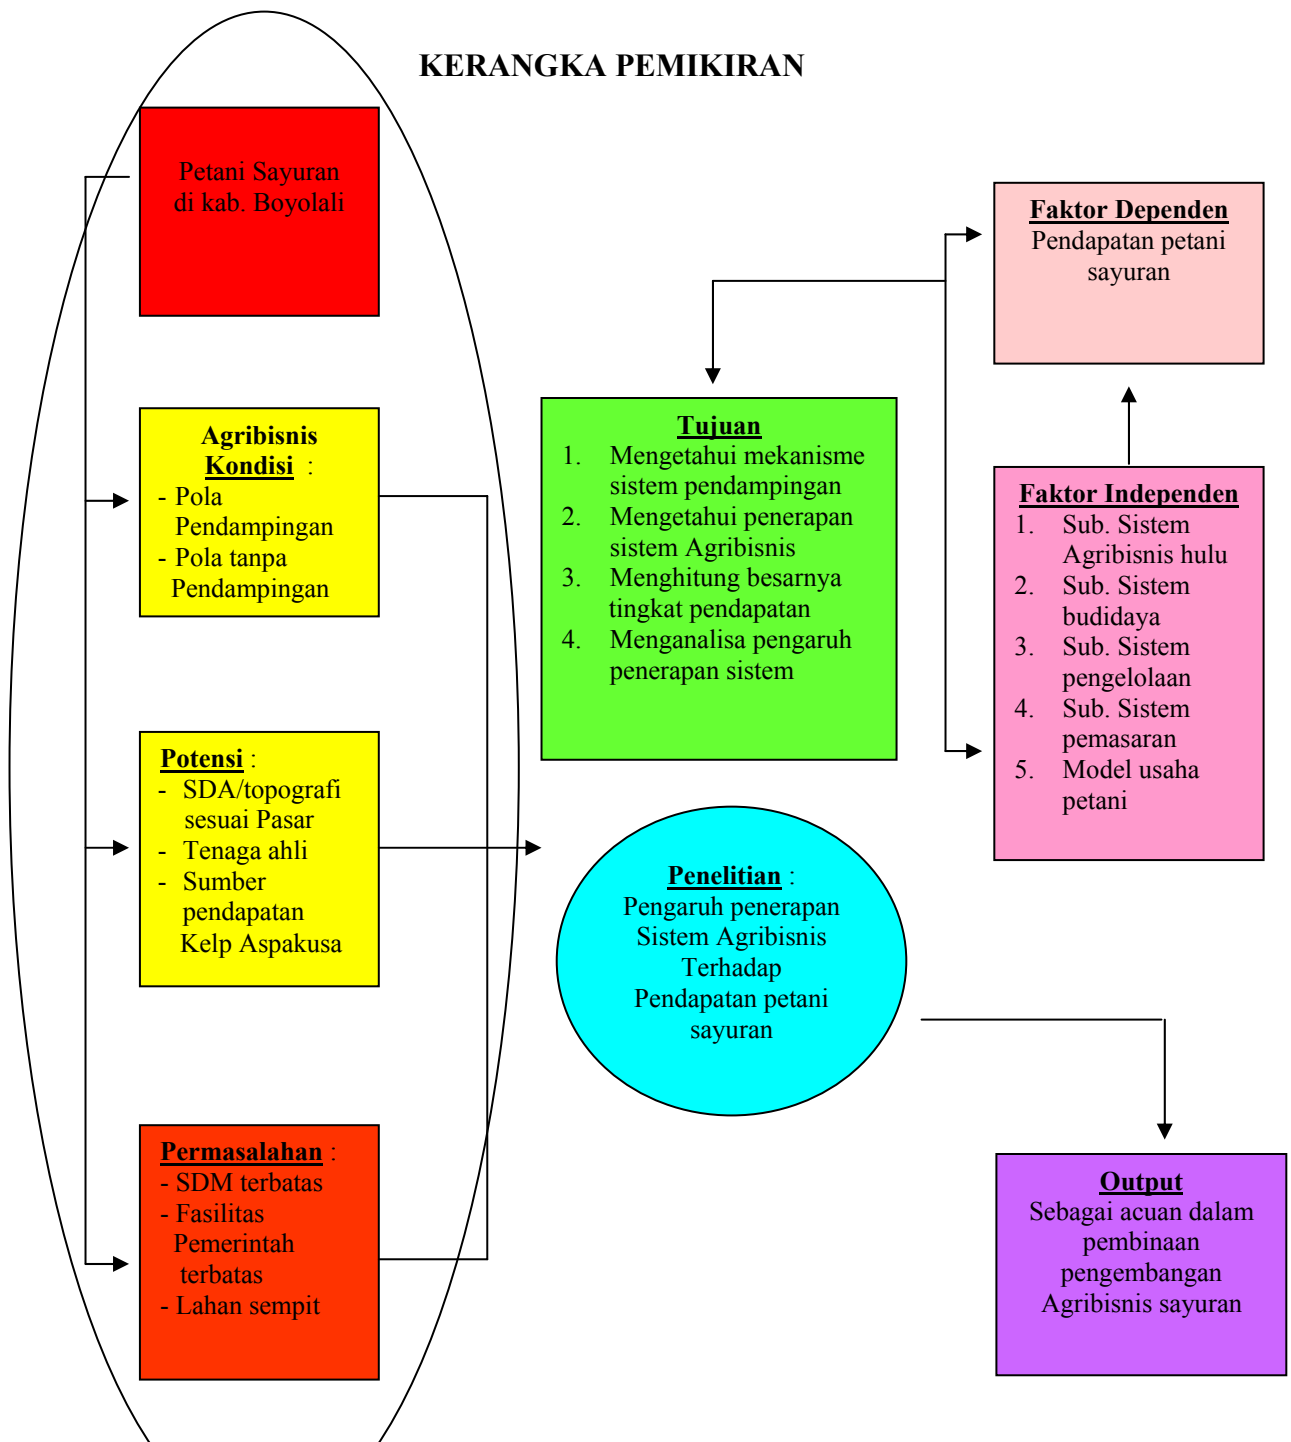 KERANGKA PEMIKIRAN
Petani Sayuran
di kab. Boyolali
Agribisnis
Kondisi :
- Pola
Pendampingan
- Pola tanpa
Pendampingan
Potensi :
- SDA/topografi
sesuai Pasar
- Tenaga ahli
- Sumber
pendapatan
Kelp Aspakusa
Permasalahan :
- SDM terbatas
- Fasilitas
Pemerintah
terbatas
- Lahan sempit
Tujuan
1. Mengetahui mekanisme
sistem pendampingan
2. Mengetahui penerapan
sistem Agribisnis
3. Menghitung besarnya
tingkat pendapatan
4. Menganalisa pengaruh
penerapan sistem
Penelitian :
Pengaruh penerapan
Sistem Agribisnis
Terhadap
Pendapatan petani
sayuran
Faktor Dependen
Pendapatan petani
sayuran
Faktor Independen
1. Sub. Sistem
Agribisnis hulu
2. Sub. Sistem
budidaya
3. Sub. Sistem
pengelolaan
4. Sub. Sistem
pemasaran
5. Model usaha
petani
Output
Sebagai acuan dalam
pembinaan
pengembangan
Agribisnis sayuran